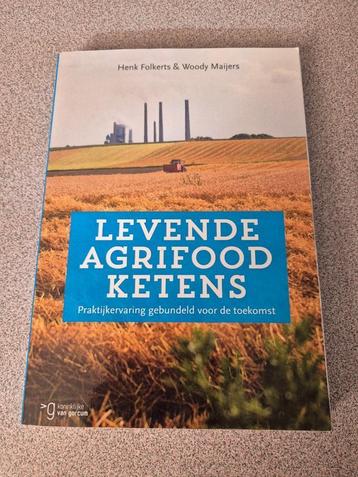 Henk Folkerts & Woody Maijers
LEVENDE
AGRIFOOD
KETENS
Praktijkervaring gebundeld voor de toekomst
>g koninklijke
van gorcum